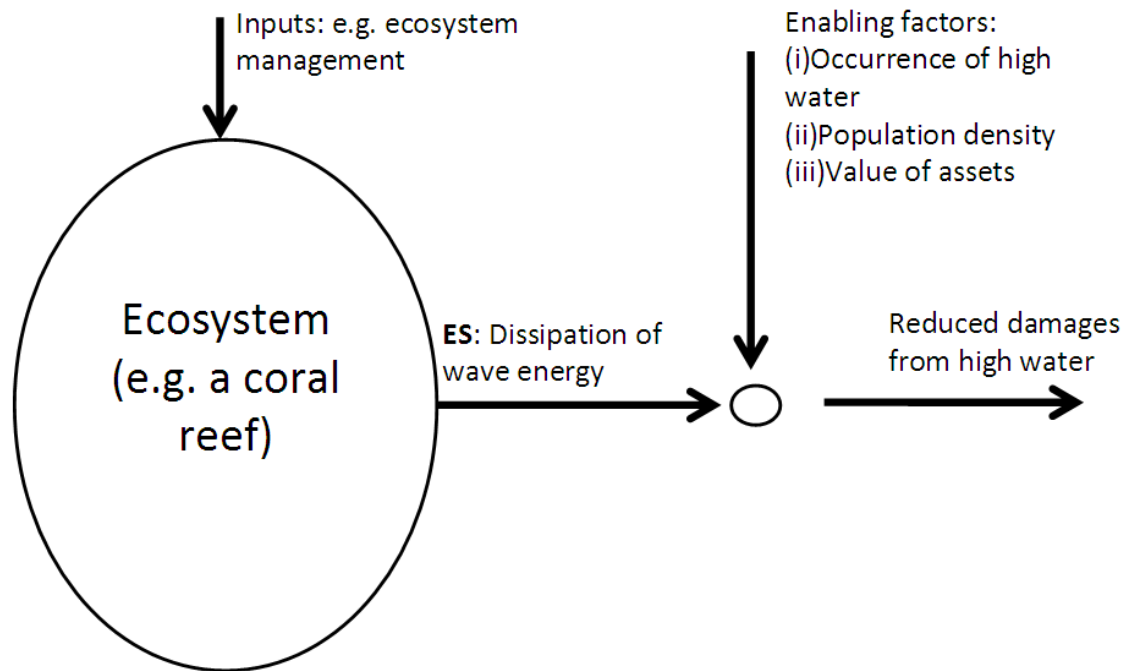 Inputs: e.g. ecosystem
management
Enabling factors:
(i)Occurrence of high
water
(ii)Population density
(iii)Value of assets
Ecosystem
(e.g. a coral
reef)
ES: Dissipation of
wave energy
Reduced damages
from high water